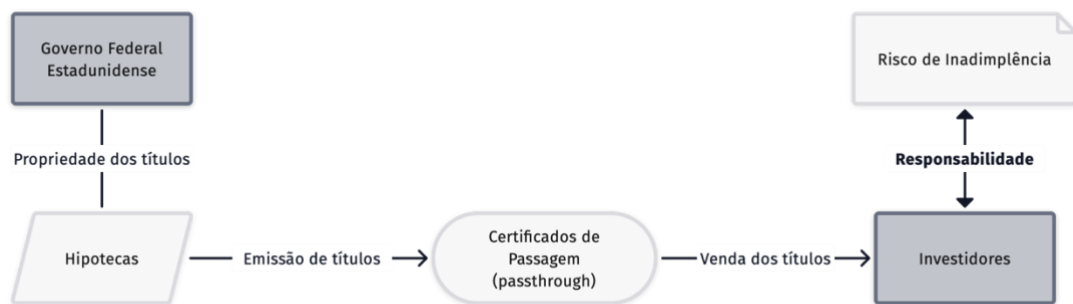 Governo Federal
Estadunidense
Risco de Inadimplência
Propriedade dos títulos
Responsabilidade
Hipotecas
Emissão de títulos
Certificados de
Passagem
(passthrough)
Venda dos títulos
Investidores